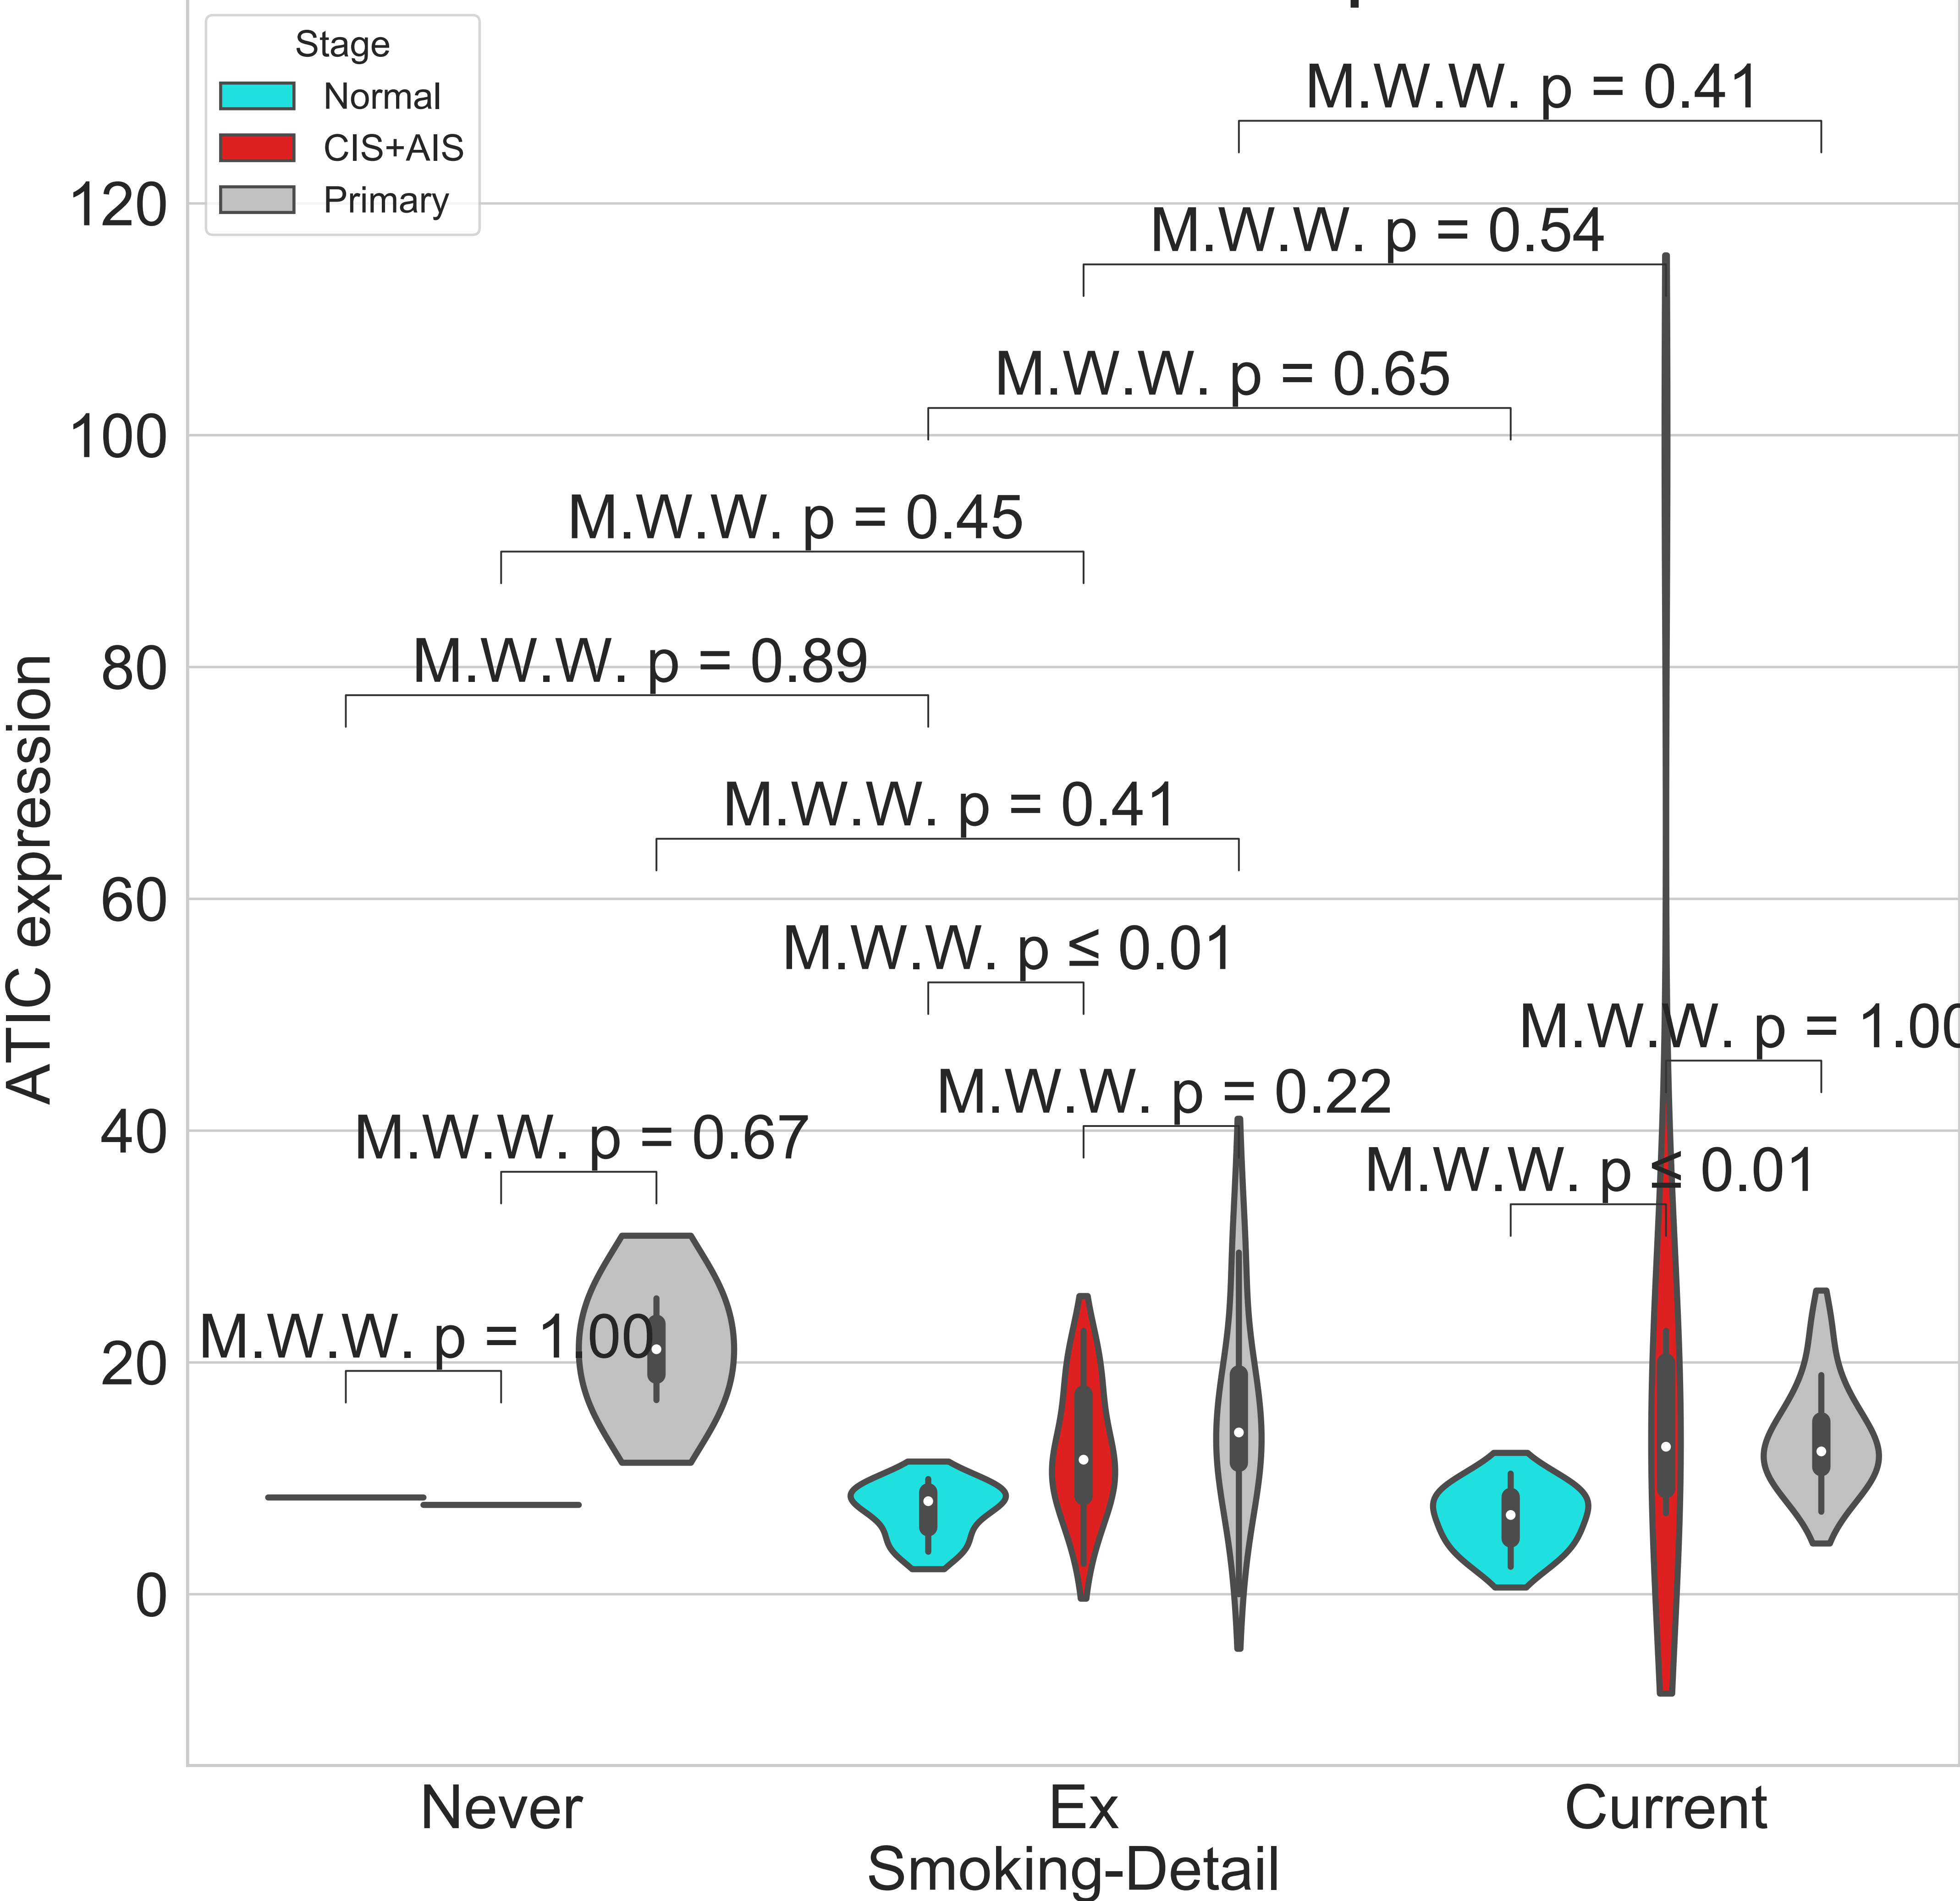 Stage
Normal
CIS+AIS
Primary
M.W.W. p = 0.41
120
M.W.W. p = 0.54
M.W.W. p = 0.65
100
M.W.W. p = 0.45
M.W.W. p = 0.89
80
M.W.W. p = 0.41
60
M.W.W. p ≤ 0.01
M.W.W. p = 1.00
M.W.W. p = 0.22
40
M.W.W. p = 0.67
M.W.W. p ≤ 0.01
M.W.W. p = 1.00
20
0
ATIC expression
Never
Ex
Current
Smoking-Detail